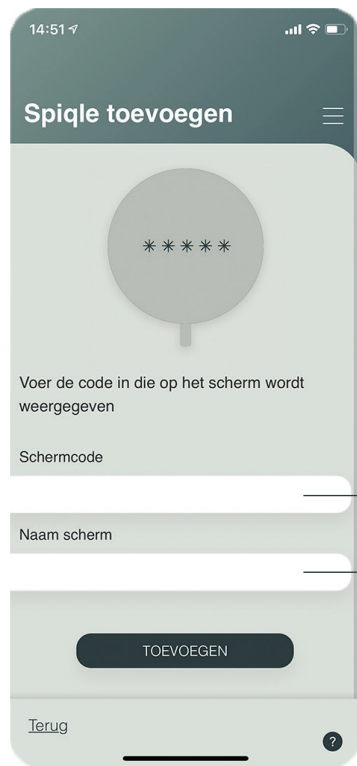 14:51
Spiqle toevoegen
*****
Voer de code in die op het scherm wordt
weergegeven
Schermcode
Naam scherm
TOEVOEGEN
Terug
?